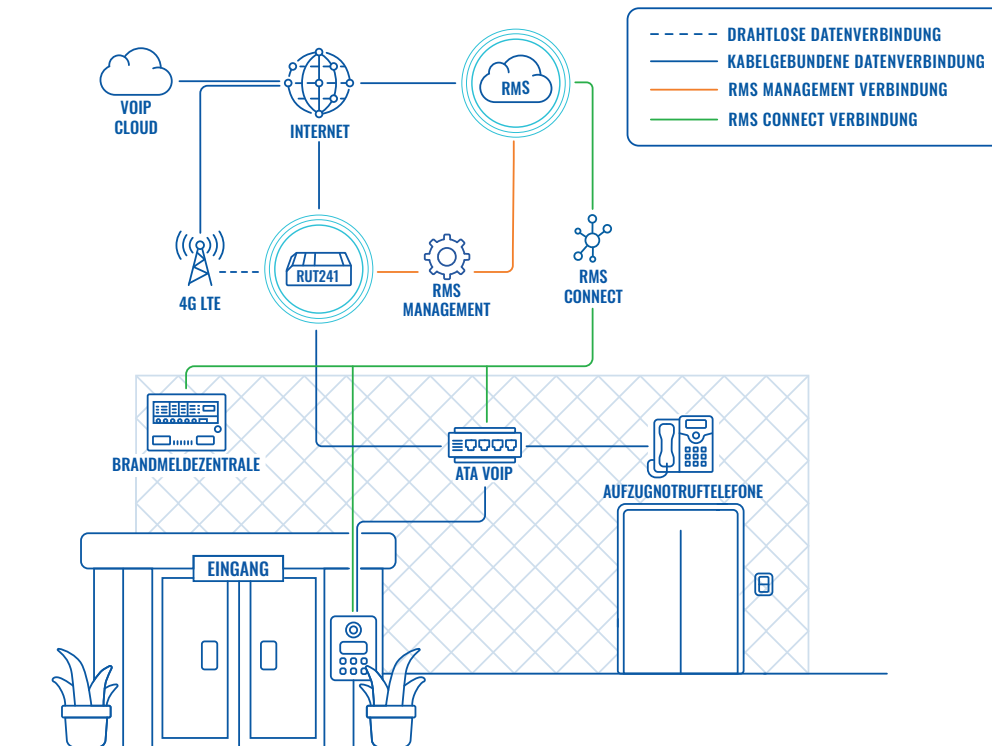 DRAHTLOSE DATENVERBINDUNG
KABELGEBUNDENE DATENVERBINDUNG
RMS MANAGEMENT VERBINDUNG
RMS CONNECT VERBINDUNG
VOIP
CLOUD
INTERNET
RMS
4G LTE
RUT241
RMS
MANAGEMENT
RMS
CONNECT
BRANDMELDEZENTRALE
ATA VOIP
AUFZUGNOTRUFTELEFONE
EINGANG